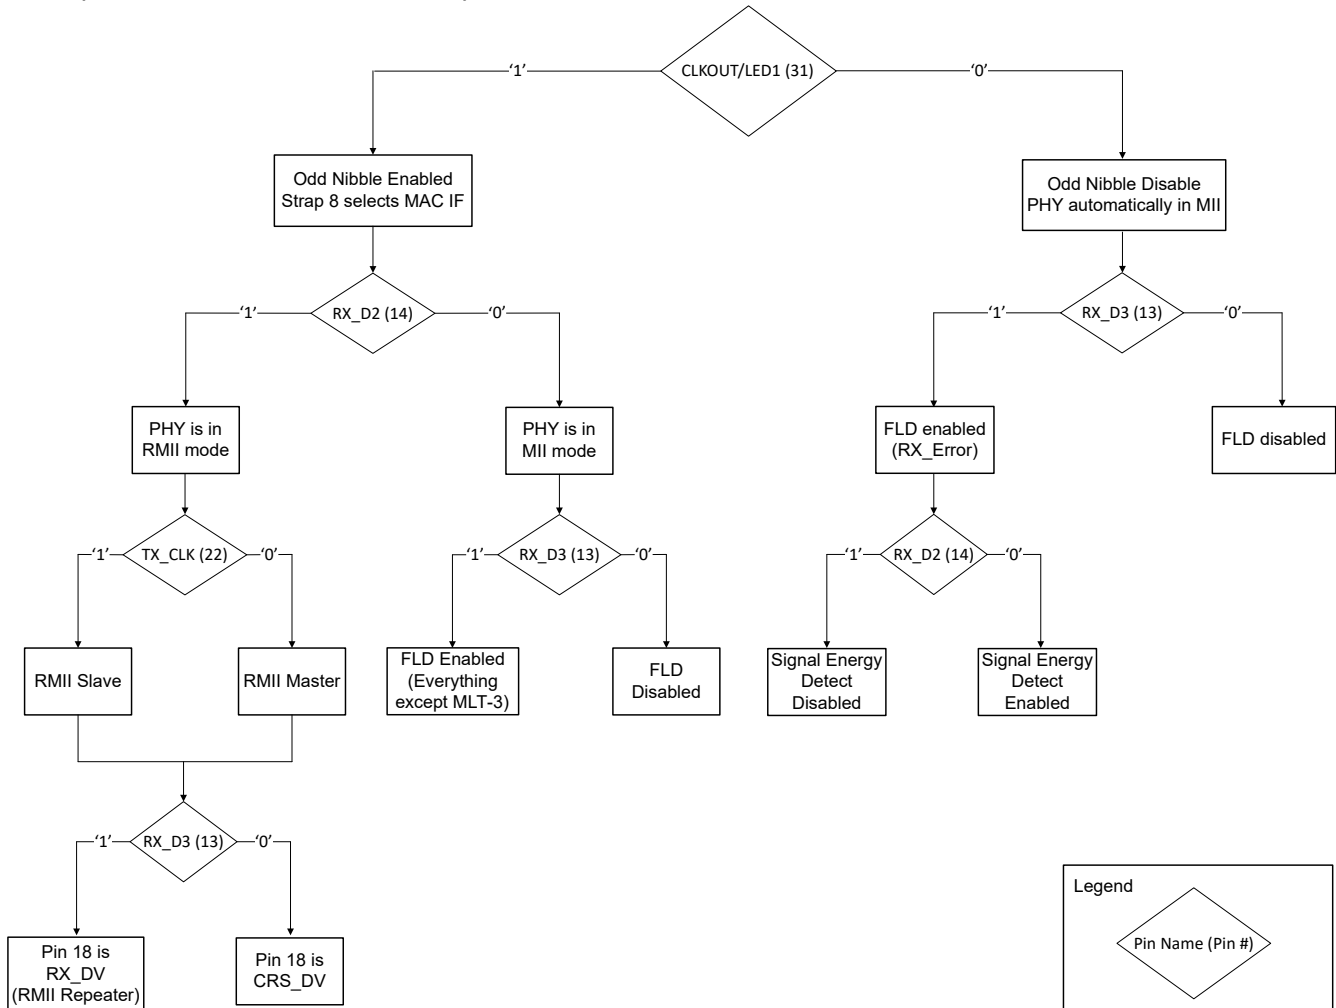 CLKOUT/LED1 (31)
‘1’
‘0’
Odd Nibble Enabled
Strap 8 selects MAC IF
Odd Nibble Disable
PHY automatically in MII
RX_D2 (14)
‘1’
‘0’
RX_D3 (13)
‘1’
‘0’
PHY is in
RMII mode
PHY is in
MII mode
FLD enabled
(RX_Error)
FLD disabled
TX_CLK (22)
‘1’
‘0’
RX_D3 (13)
‘1’
‘0’
RX_D2 (14)
‘1’
‘0’
RMII Slave
RMII Master
FLD Enabled
(Everything
except MLT-3)
FLD
Disabled
Signal Energy
Detect
Disabled
Signal Energy
Detect
Enabled
RX_D3 (13)
‘1’
‘0’
Pin 18 is
RX_DV
(RMII Repeater)
Pin 18 is
CRS_DV
Legend
Pin Name (Pin #)